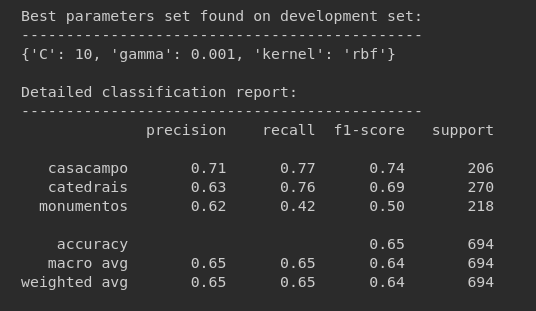 Best parameters set found on development set:
---------------------------------------------
{'C': 10, 'gamma': 0.001, 'kernel': 'rbf'}
Detailed classification report:
---------------------------------------------
precision recall f1-score support
casacampo 0.71 0.77 0.74 206
catedrais 0.63 0.76 0.69 270
monumentos 0.62 0.42 0.50 218
accuracy 0.65 694
macro avg 0.65 0.65 0.64 694
weighted avg 0.65 0.65 0.64 694